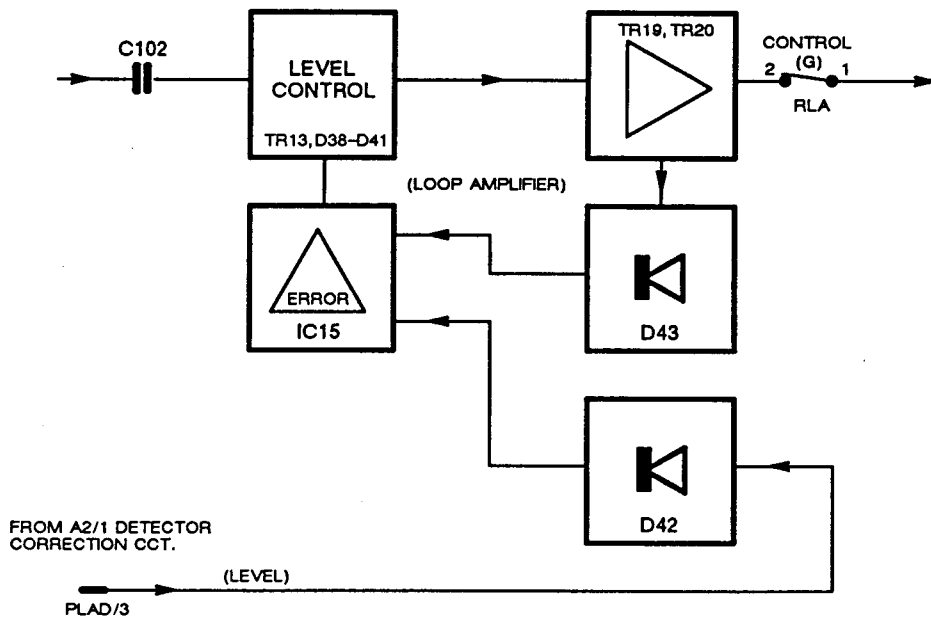 C102
LEVEL
CONTROL
TR13, D38–D41
TR19, TR20
CONTROL
(G)
2 1
RLA
(LOOP AMPLIFIER)
ERROR
IC15
D43
D42
FROM A2/1 DETECTOR
CORRECTION CCT.
(LEVEL)
PLAD/3